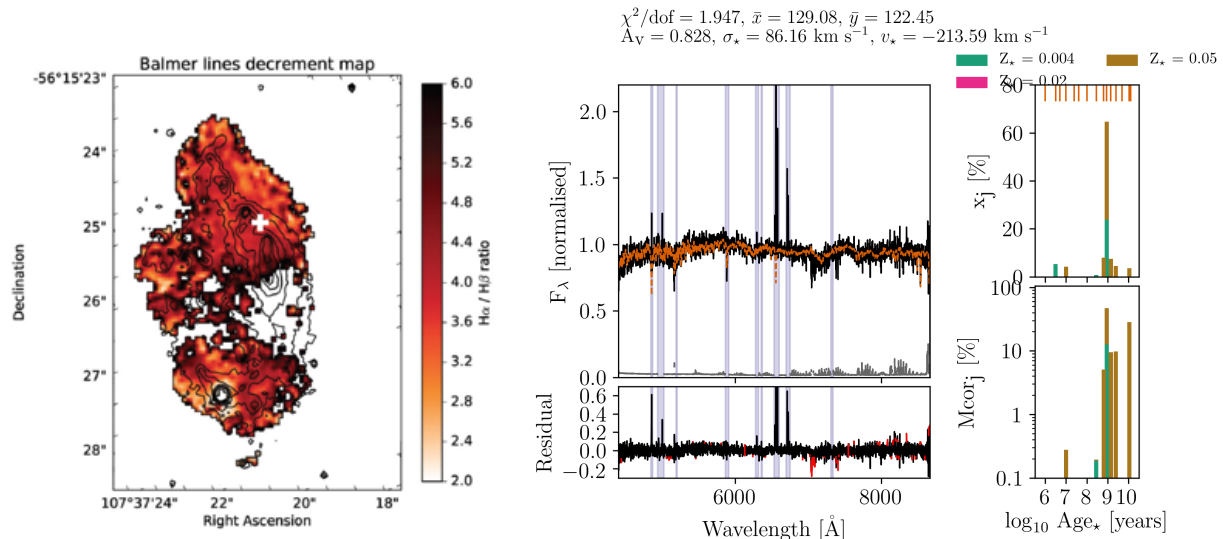 χ²/dof = 1.947, x̄ = 129.08, ȳ = 122.45
A_V = 0.828, σ⋆ = 86.16 km s⁻¹, v⋆ = −213.59 km s⁻¹
Z⋆ = 0.004
Z⋆ = 0.05
Z⋆ = 0.02
Balmer lines decrement map
-56°15'23"
24"
25"
26"
27"
28"
Declination
107°37'24"
22"
20"
18"
Right Ascension
6.0
5.6
5.2
4.8
4.4
4.0
3.6
3.2
2.8
2.4
2.0
Hα / Hβ ratio
2.0
1.5
1.0
0.5
0.0
F_λ [normalised]
0.6
0.4
0.2
0.0
−0.2
Residual
6000
8000
Wavelength [Å]
80
60
40
20
0
x_j [%]
100
10
1
0.1
Mcor_j [%]
6 7 8 9 10
log₁₀ Age⋆ [years]